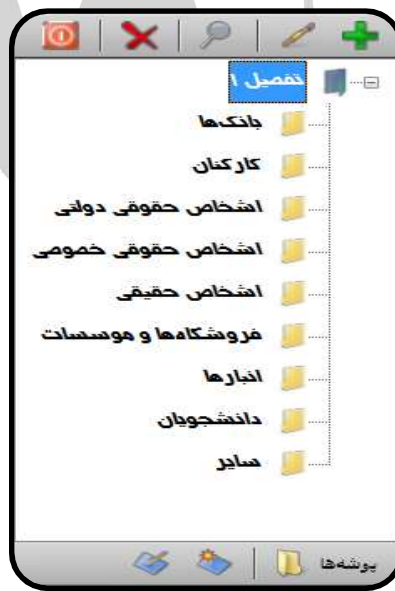 تفصیل ۱
بانک‌ها
کارکنان
اشخاص حقوقی دولتی
اشخاص حقوقی خصوصی
اشخاص حقیقی
فروشگاه‌ها و موسسات
انبارها
دانشجویان
سایر
پوشه‌ها